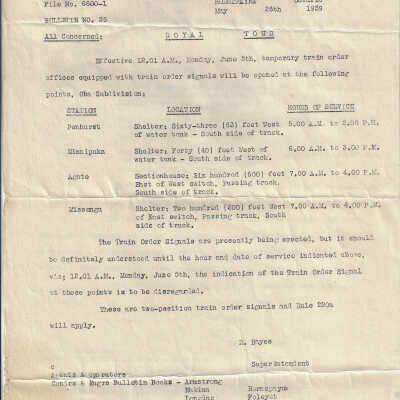 File No. 6600-1
May 26th 1939
BULLETIN NO. 26
All Concerned:
ROYAL TOUR
Effective 12.01 A.M., Monday, June 5th, temporary train order
offices equipped with train order signals will be opened at the following
points, Oba Subdivision;
STATION LOCATION HOURS OF SERVICE
Penhurst Shelter: Sixty-three (63) feet West 5.00 A.M. to 2.00 P.M.
of water tank - South side of track.
Minnipuka Shelter: Forty (40) feet West of 6.00 A.M. to 3.00 P.M.
water tank - South side of track.
Agate Sectionhouse: Six hundred (600) feet 7.00 A.M. to 4.00 P.M.
East of West switch, Passing track.
South side of track.
Missongu Shelter: Two hundred (200) feet West 7.00 A.M. to 4.00 P.M.
of East switch, Passing track, South
side of track.
The Train Order Signals are presently being erected, but it should
be definitely understood until the hour and date of service indicated above,
viz; 12.01 A.M. Monday, June 5th, the indication of the Train Order Signal
at these points is to be disregarded.
These are two-position train order signals and Rule 220a
will apply.
Hayes
Superintendent
c
Agents & Operators
Condrs & Engrs Bulletin Books - Armstrong
Nakina Hornepayne
Longlac Foleyet